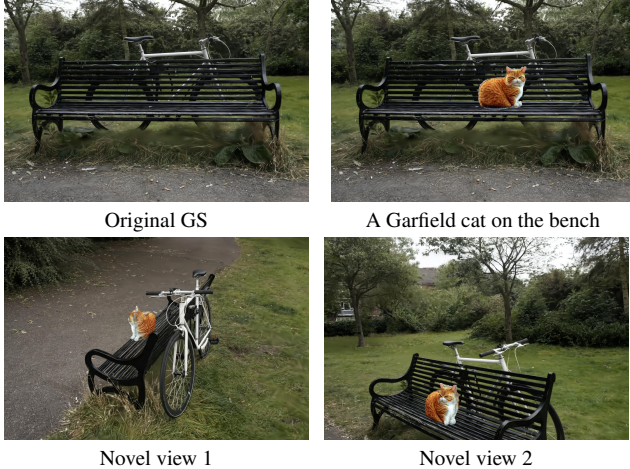 Original GS
A Garfield cat on the bench
Novel view 1
Novel view 2